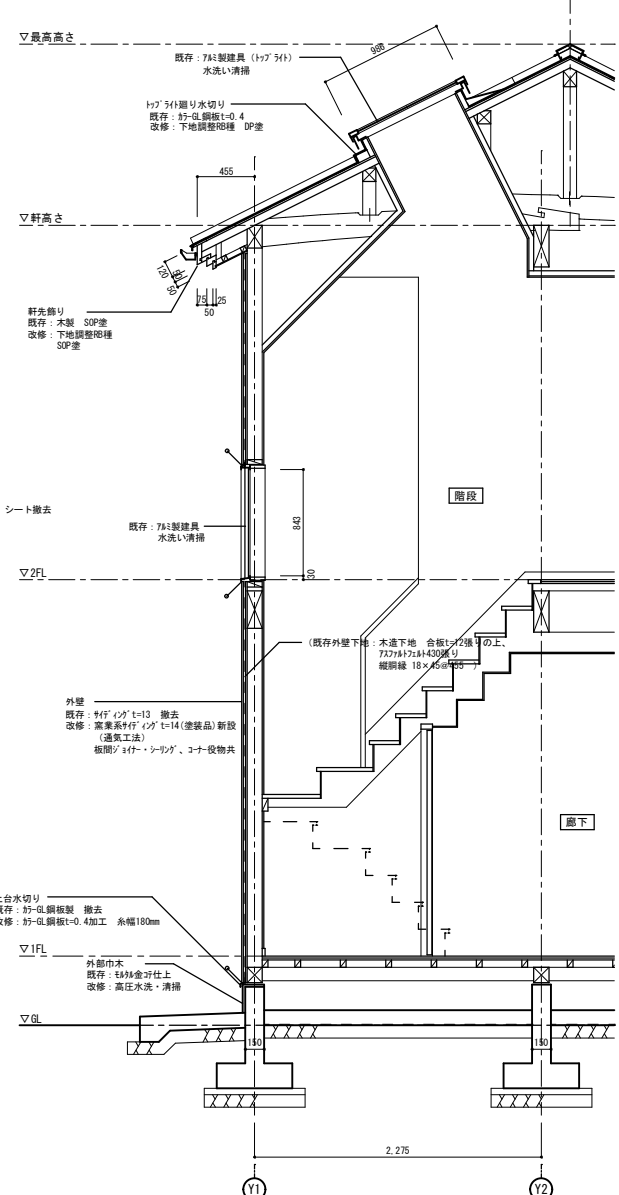 ▽最高高さ
986
既存：ｱﾙﾐ製建具（ﾄｯﾌﾟﾗｲﾄ）
水洗い清掃
ﾄｯﾌﾟﾗｲﾄ廻り水切り
既存：ｶﾗｰGL鋼板t=0.4
改修：下地調整RB種　DP塗
455
▽軒高さ
120
50
50
75
25
50
軒先飾り
既存：木製　SOP塗
改修：下地調整RB種
SOP塗
階段
シート撤去
既存：ｱﾙﾐ製建具
水洗い清掃
843
30
▽2FL
（既存外壁下地：木造下地　合板t=12張りの上、
ｱｽﾌｧﾙﾄﾌｪﾙﾄ430張り
縦胴縁 18×45@455　）
外壁
既存：ｻｲﾃﾞｨﾝｸﾞt=13　撤去
改修：窯業系ｻｲﾃﾞｨﾝｸﾞt=14(塗装品)新設
（通気工法）
板間ｼﾞｮｲﾅｰ・ｼｰﾘﾝｸﾞ、ｺｰﾅｰ役物共
廊下
土台水切り
既存：ｶﾗｰGL鋼板製　撤去
改修：ｶﾗｰGL鋼板t=0.4加工　糸幅180mm
▽1FL
外部巾木
既存：ﾓﾙﾀﾙ金ｺﾃ仕上
改修：高圧水洗・清掃
▽GL
150
150
2,275
Y1
Y2